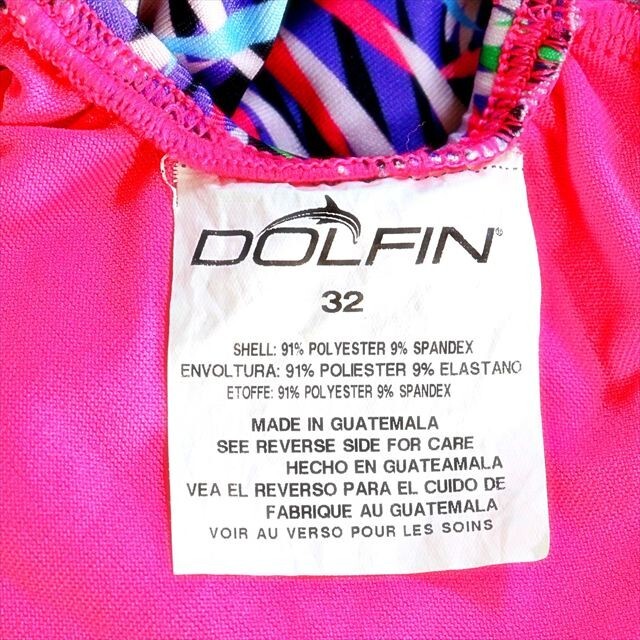 DOLFIN®
32
SHELL: 91% POLYESTER 9% SPANDEX
ENVOLTURA: 91% POLIESTER 9% ELASTANO
ETOFFE: 91% POLYESTER 9% SPANDEX
MADE IN GUATEMALA
SEE REVERSE SIDE FOR CARE
HECHO EN GUATEAMALA
VEA EL REVERSO PARA EL CUIDO DE
FABRIQUE AU GUATEMALA
VOIR AU VERSO POUR LES SOINS